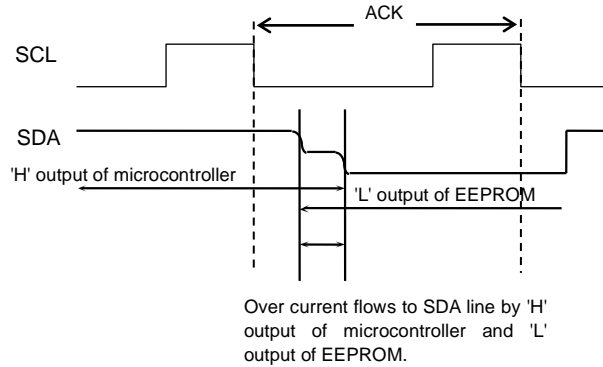 ACK
SCL
SDA
'H' output of microcontroller
'L' output of EEPROM
Over current flows to SDA line by 'H'
output of microcontroller and 'L'
output of EEPROM.